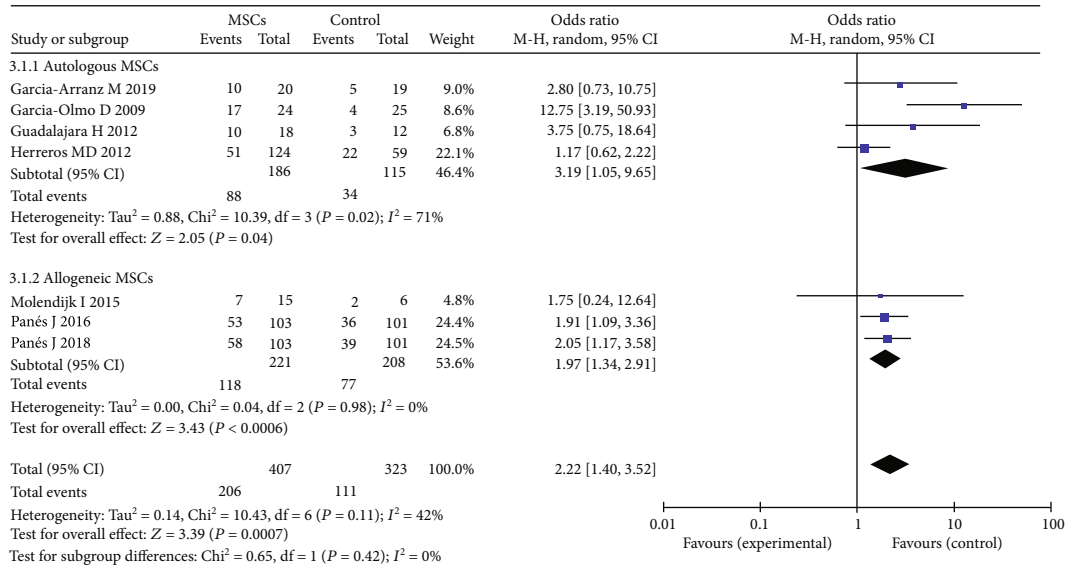 MSCs Control Odds ratio Odds ratio
Study or subgroup Events Total Events Total Weight M-H, random, 95% CI M-H, random, 95% CI
3.1.1 Autologous MSCs
Garcia-Arranz M 2019 10 20 5 19 9.0% 2.80 [0.73, 10.75]
Garcia-Olmo D 2009 17 24 4 25 8.6% 12.75 [3.19, 50.93]
Guadalajara H 2012 10 18 3 12 6.8% 3.75 [0.75, 18.64]
Herreros MD 2012 51 124 22 59 22.1% 1.17 [0.62, 2.22]
Subtotal (95% CI) 186 115 46.4% 3.19 [1.05, 9.65]
Total events 88 34
Heterogeneity: Tau² = 0.88, Chi² = 10.39, df = 3 (P = 0.02); I² = 71%
Test for overall effect: Z = 2.05 (P = 0.04)
3.1.2 Allogeneic MSCs
Molendijk I 2015 7 15 2 6 4.8% 1.75 [0.24, 12.64]
Panés J 2016 53 103 36 101 24.4% 1.91 [1.09, 3.36]
Panés J 2018 58 103 39 101 24.5% 2.05 [1.17, 3.58]
Subtotal (95% CI) 221 208 53.6% 1.97 [1.34, 2.91]
Total events 118 77
Heterogeneity: Tau² = 0.00, Chi² = 0.04, df = 2 (P = 0.98); I² = 0%
Test for overall effect: Z = 3.43 (P < 0.0006)
Total (95% CI) 407 323 100.0% 2.22 [1.40, 3.52]
Total events 206 111
Heterogeneity: Tau² = 0.14, Chi² = 10.43, df = 6 (P = 0.11); I² = 42%
Test for overall effect: Z = 3.39 (P = 0.0007)
Test for subgroup differences: Chi² = 0.65, df = 1 (P = 0.42); I² = 0%
0.01 0.1 1 10 100
Favours (experimental) Favours (control)